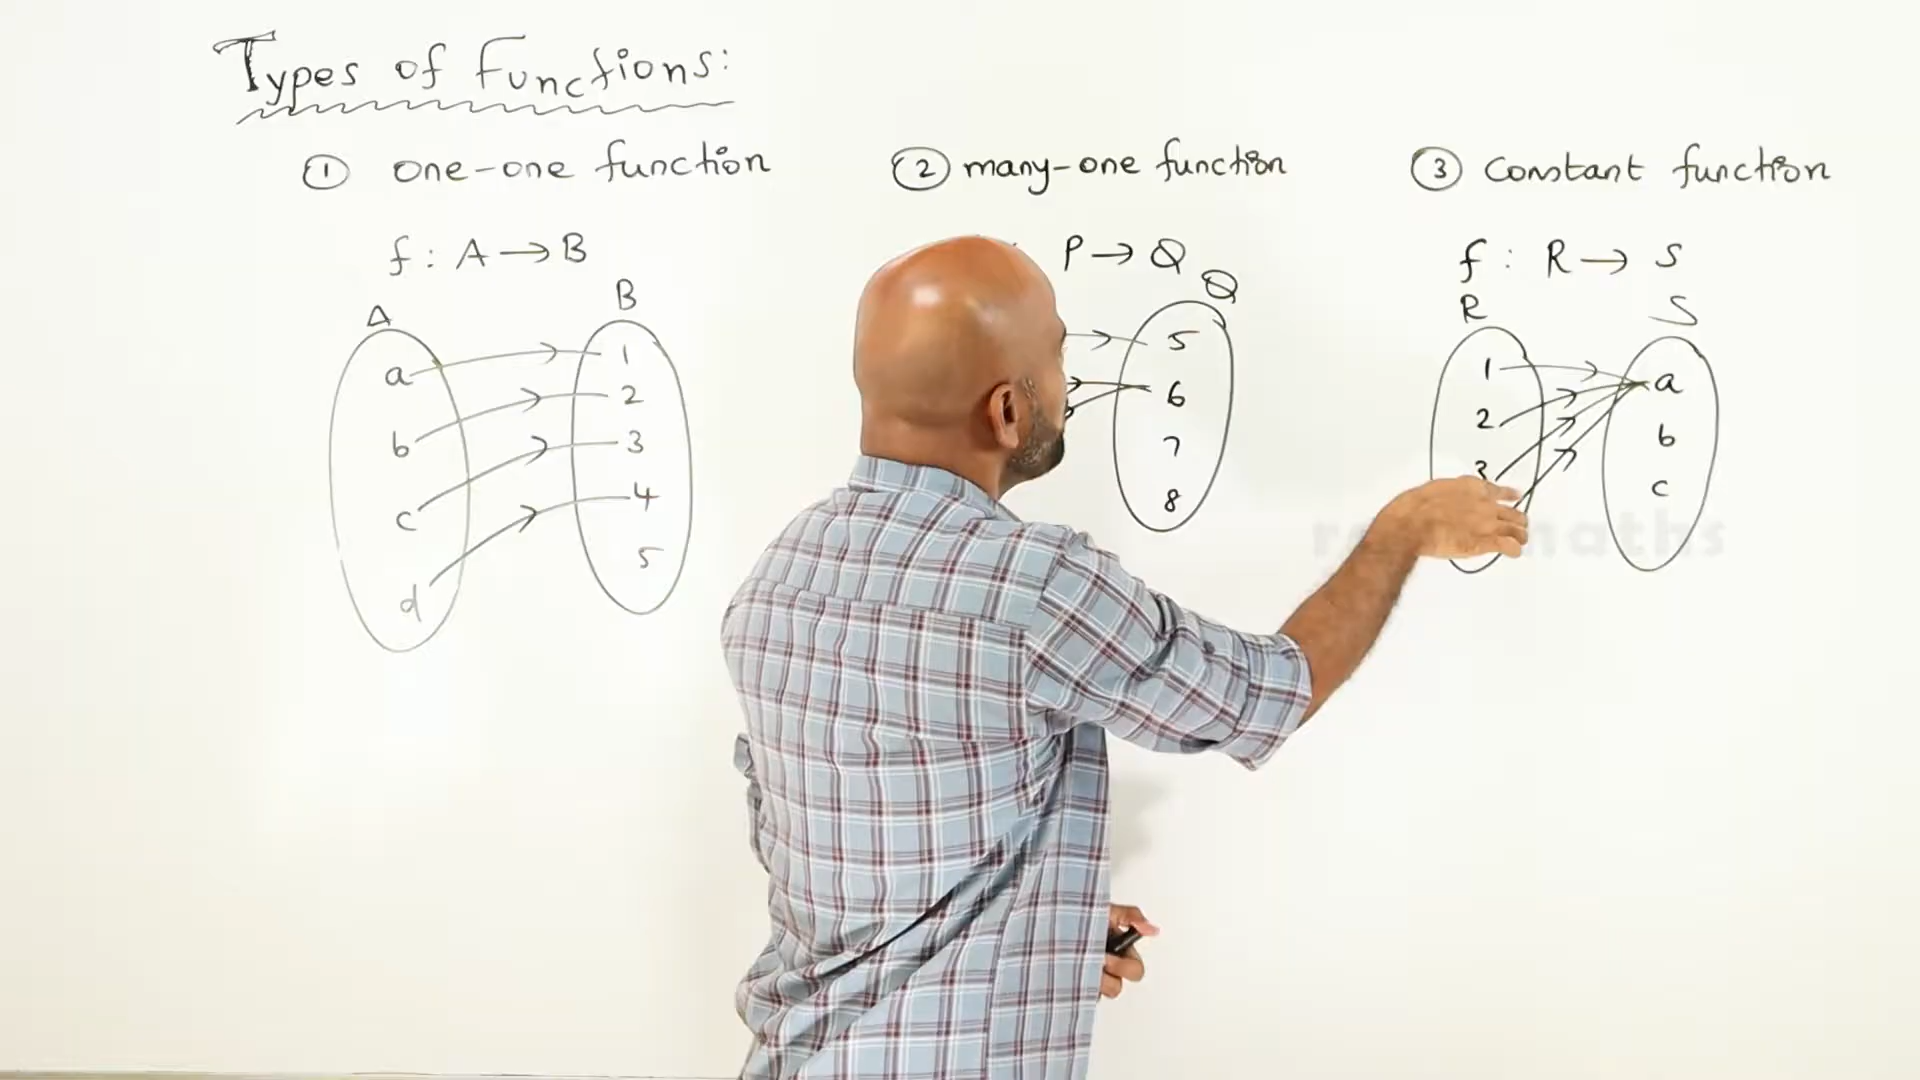 Types of Functions:
① one-one function
② many-one function
③ constant function
f : A → B
P → Q
f : R → S
A
B
Q
R
S
a
b
c
d
1
2
3
4
5
5
6
7
8
1
2
3
a
b
c